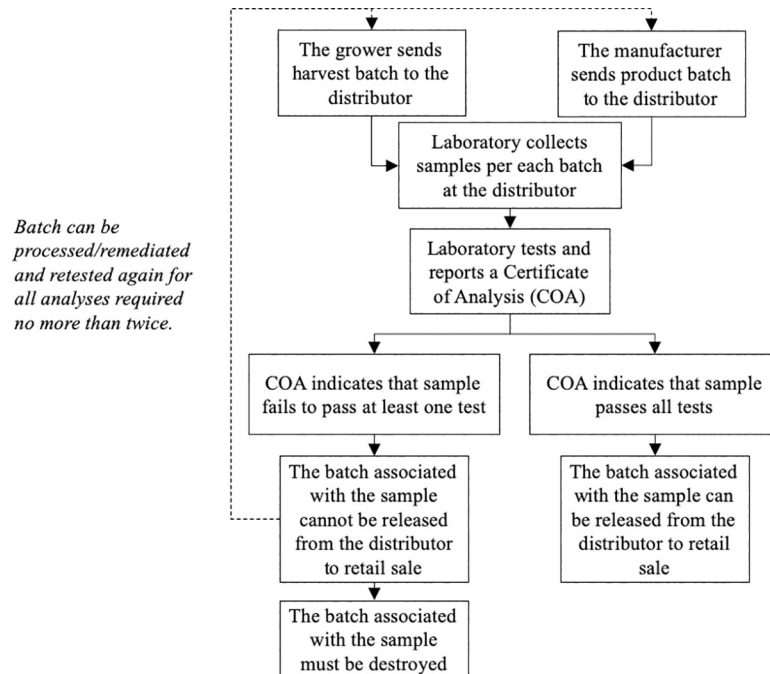 The grower sends
harvest batch to the
distributor
The manufacturer
sends product batch
to the distributor
Laboratory collects
samples per each batch
at the distributor
Batch can be
processed/remediated
and retested again for
all analyses required
no more than twice.
Laboratory tests and
reports a Certificate
of Analysis (COA)
COA indicates that sample
fails to pass at least one test
COA indicates that sample
passes all tests
The batch associated
with the sample
cannot be released
from the distributor
to retail sale
The batch associated
with the sample can
be released from the
distributor to retail
sale
The batch associated
with the sample
must be destroyed